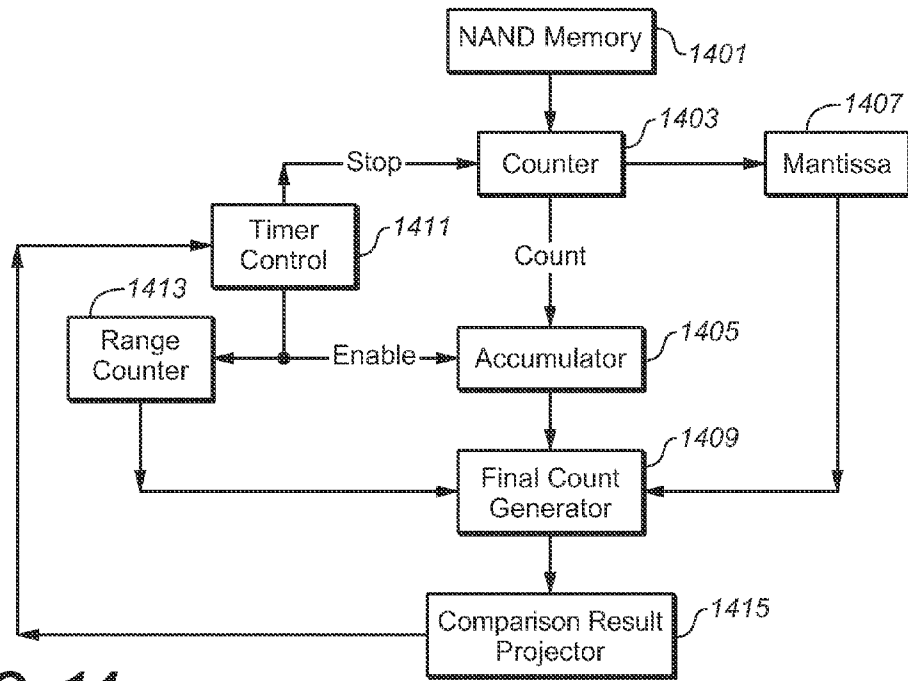 NAND Memory
1401
1403
1407
Stop
Counter
Mantissa
Timer
Control
1411
Count
1413
Range
Counter
Enable
Accumulator
1405
1409
Final Count
Generator
Comparison Result
Projector
1415